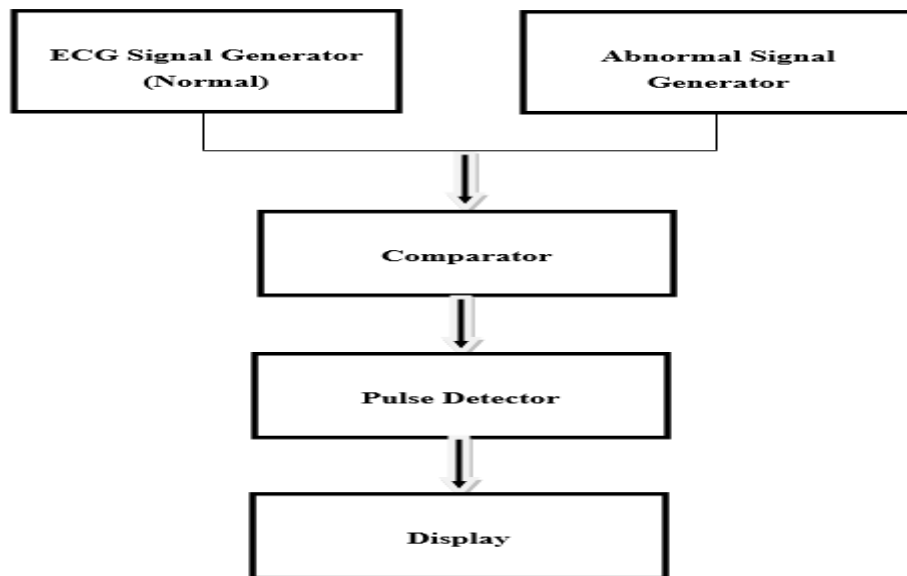 ECG Signal Generator
(Normal)
Abnormal Signal
Generator
Comparator
Pulse Detector
Display